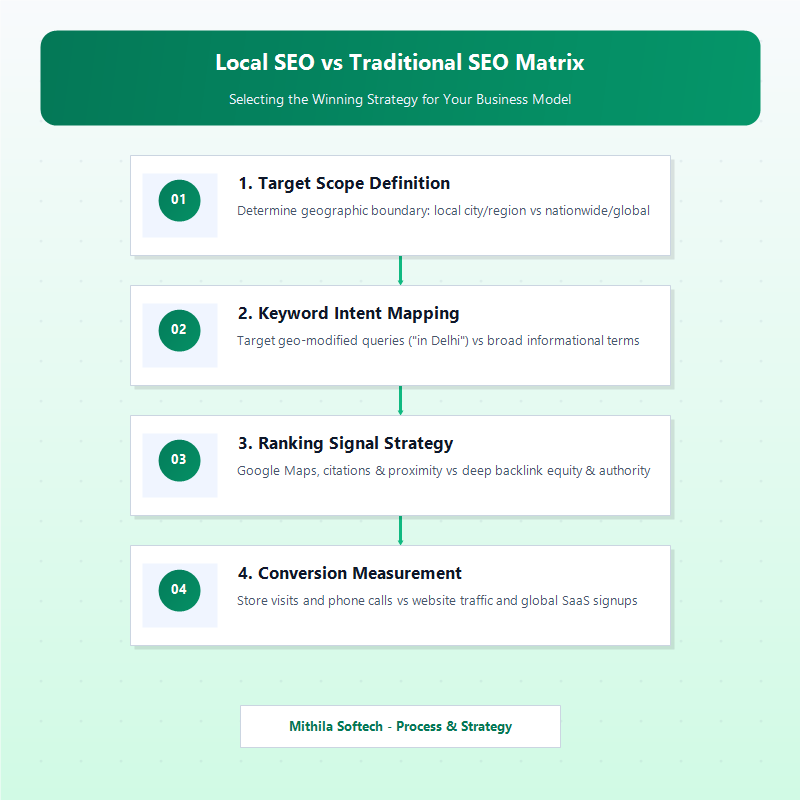 Local SEO vs Traditional SEO Matrix
Selecting the Winning Strategy for Your Business Model
01
1. Target Scope Definition
Determine geographic boundary: local city/region vs nationwide/global
02
2. Keyword Intent Mapping
Target geo-modified queries ("in Delhi") vs broad informational terms
03
3. Ranking Signal Strategy
Google Maps, citations & proximity vs deep backlink equity & authority
04
4. Conversion Measurement
Store visits and phone calls vs website traffic and global SaaS signups
Mithila Softech - Process & Strategy